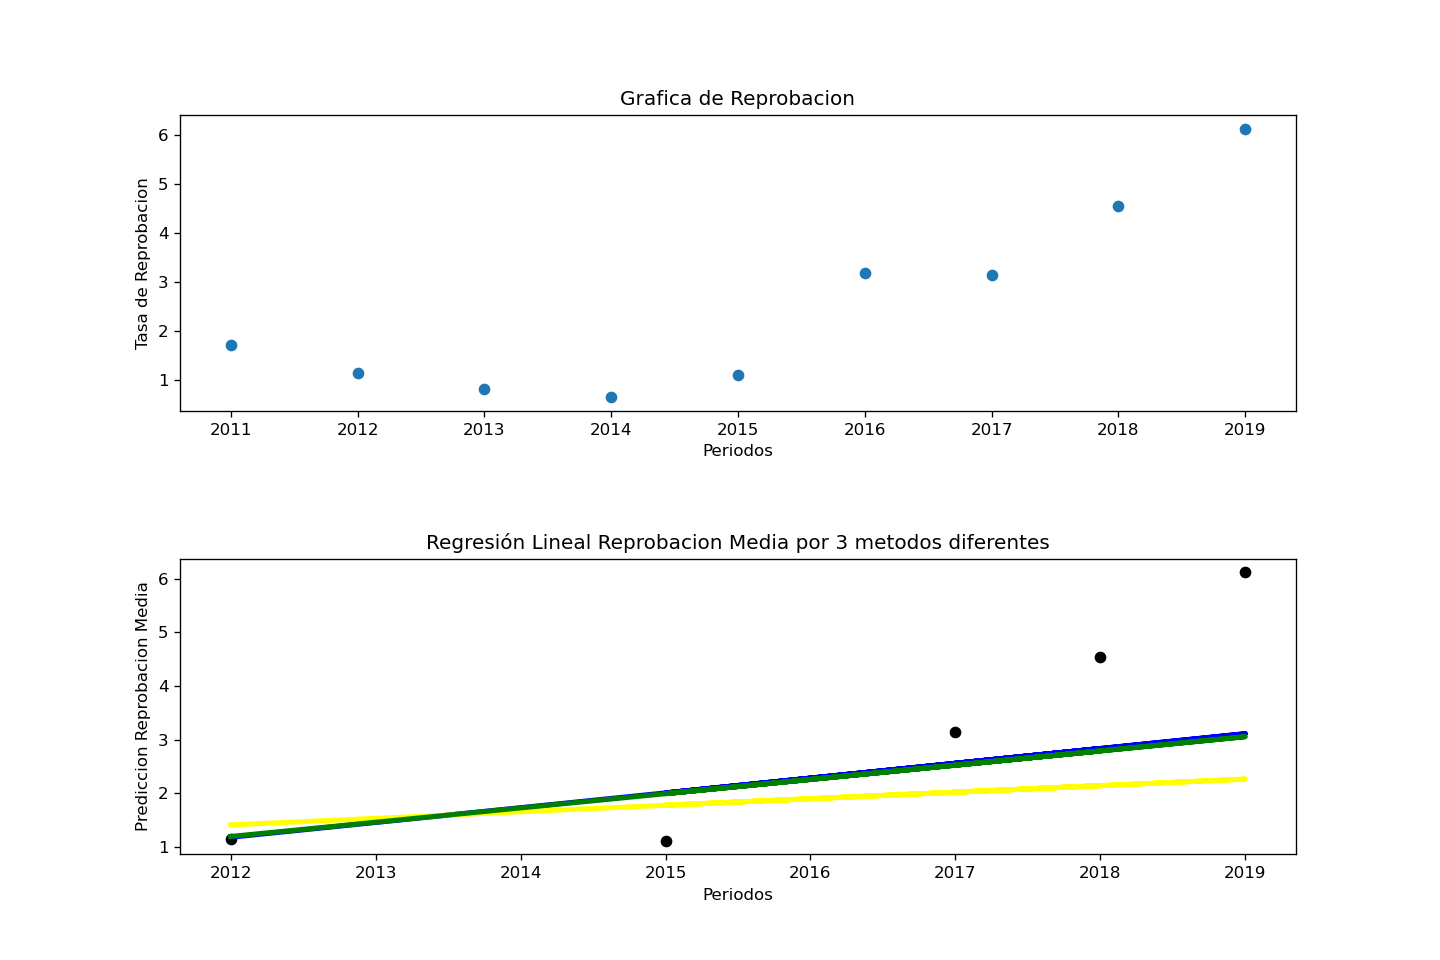 Grafica de Reprobacion
Tasa de Reprobacion
6
5
4
3
2
1
2011 2012 2013 2014 2015 2016 2017 2018 2019
Periodos
Regresión Lineal Reprobacion Media por 3 metodos diferentes
Prediccion Reprobacion Media
6
5
4
3
2
1
2012 2013 2014 2015 2016 2017 2018 2019
Periodos